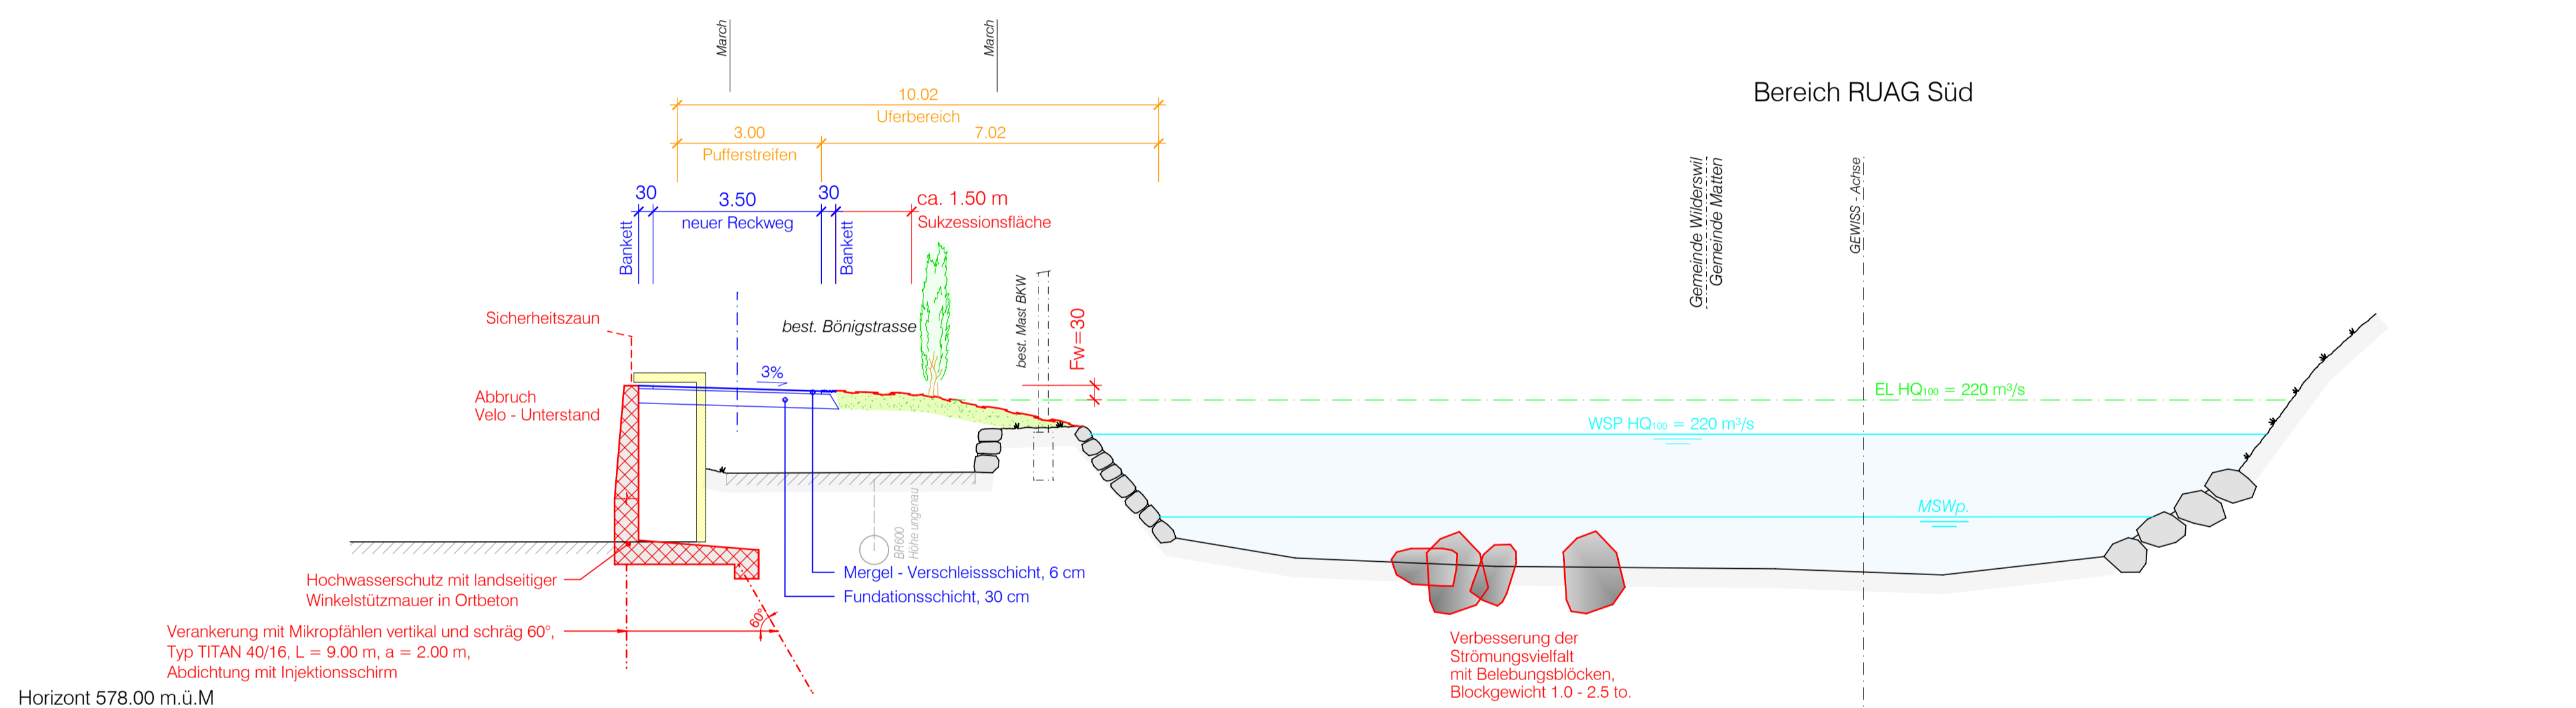 March
March
Bereich RUAG Süd
10.02
Uferbereich
3.00
7.02
Pufferstreifen
Gemeinde Wilderswil
Gemeinde Matten
GEWISS - Achse
30
3.50
30
ca. 1.50 m
neuer Reckweg
Sukzessionsfläche
Bankett
Bankett
Sicherheitszaun
best. Bönigstrasse
best. Mast BKW
Fw=30
3%
Abbruch
Velo - Unterstand
EL HQ100 = 220 m³/s
WSP HQ100 = 220 m³/s
MSWp.
BR600
Höhe ungenau
Mergel - Verschleissschicht, 6 cm
Fundationsschicht, 30 cm
Hochwasserschutz mit landseitiger
Winkelstützmauer in Ortbeton
60°
Verankerung mit Mikropfählen vertikal und schräg 60°,
Typ TITAN 40/16, L = 9.00 m, a = 2.00 m,
Abdichtung mit Injektionsschirm
Verbesserung der
Strömungsvielfalt
mit Belebungsblöcken,
Blockgewicht 1.0 - 2.5 to.
Horizont 578.00 m.ü.M